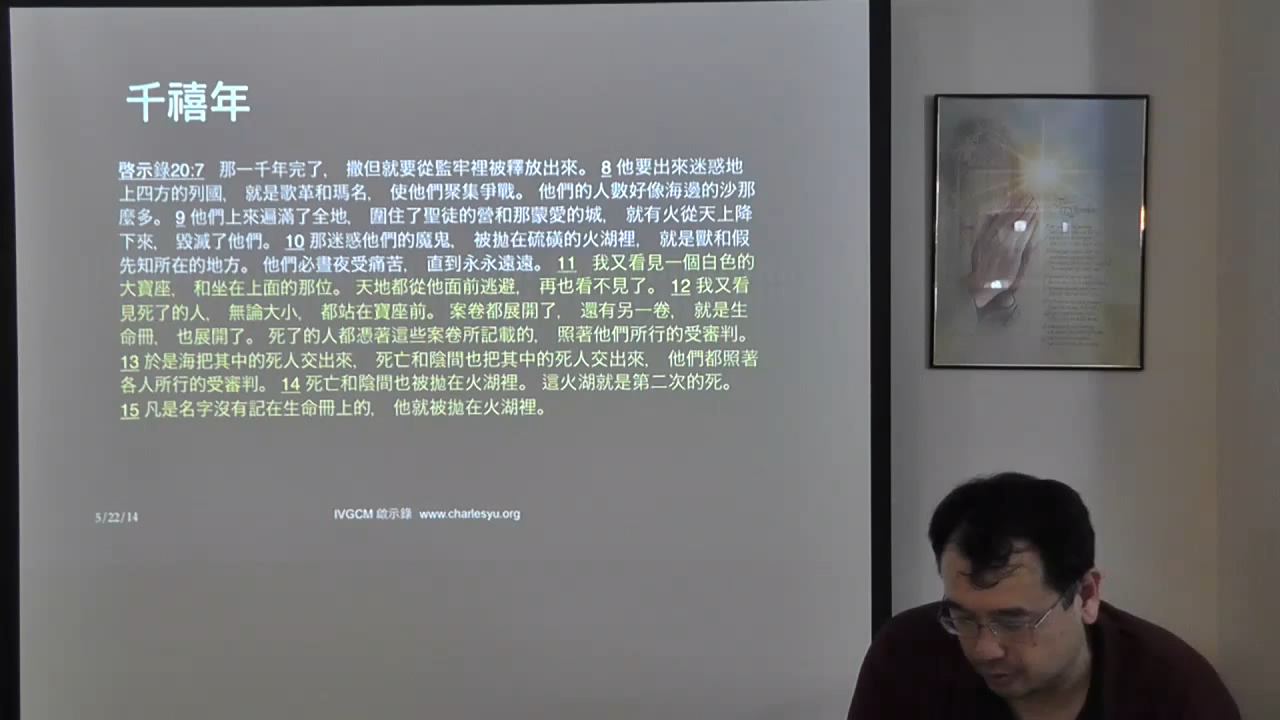 千禧年
啓示錄20:7 那一千年完了, 撒但就要從監牢裡被釋放出來。 8 他要出來迷惑地
上四方的列國, 就是歌革和瑪各, 使他們聚集爭戰。 他們的人數好像海邊的沙那
麼多。 9 他們上來遍滿了全地, 圍住了聖徒的營和那蒙愛的城, 就有火從天上降
下來, 毀滅了他們。 10 那迷惑他們的魔鬼, 被拋在硫磺的火湖裡, 就是獸和假
先知所在的地方。 他們必晝夜受痛苦, 直到永永遠遠。 11 我又看見一個白色的
大寶座, 和坐在上面的那位。 天地都從他面前逃避, 再也看不見了。 12 我又看
見死了的人, 無論大小, 都站在寶座前。 案卷都展開了, 還有另一卷, 就是生
命冊, 也展開了。 死了的人都憑著這些案卷所記載的, 照著他們所行的受審判。
13 於是海把其中的死人交出來, 死亡和陰間也把其中的死人交出來, 他們都照著
各人所行的受審判。 14 死亡和陰間也被拋在火湖裡。 這火湖就是第二次的死。
15 凡是名字沒有記在生命冊上的, 他就被拋在火湖裡。
5/22/14
IVGCM 啟示錄 www.charlesyu.org